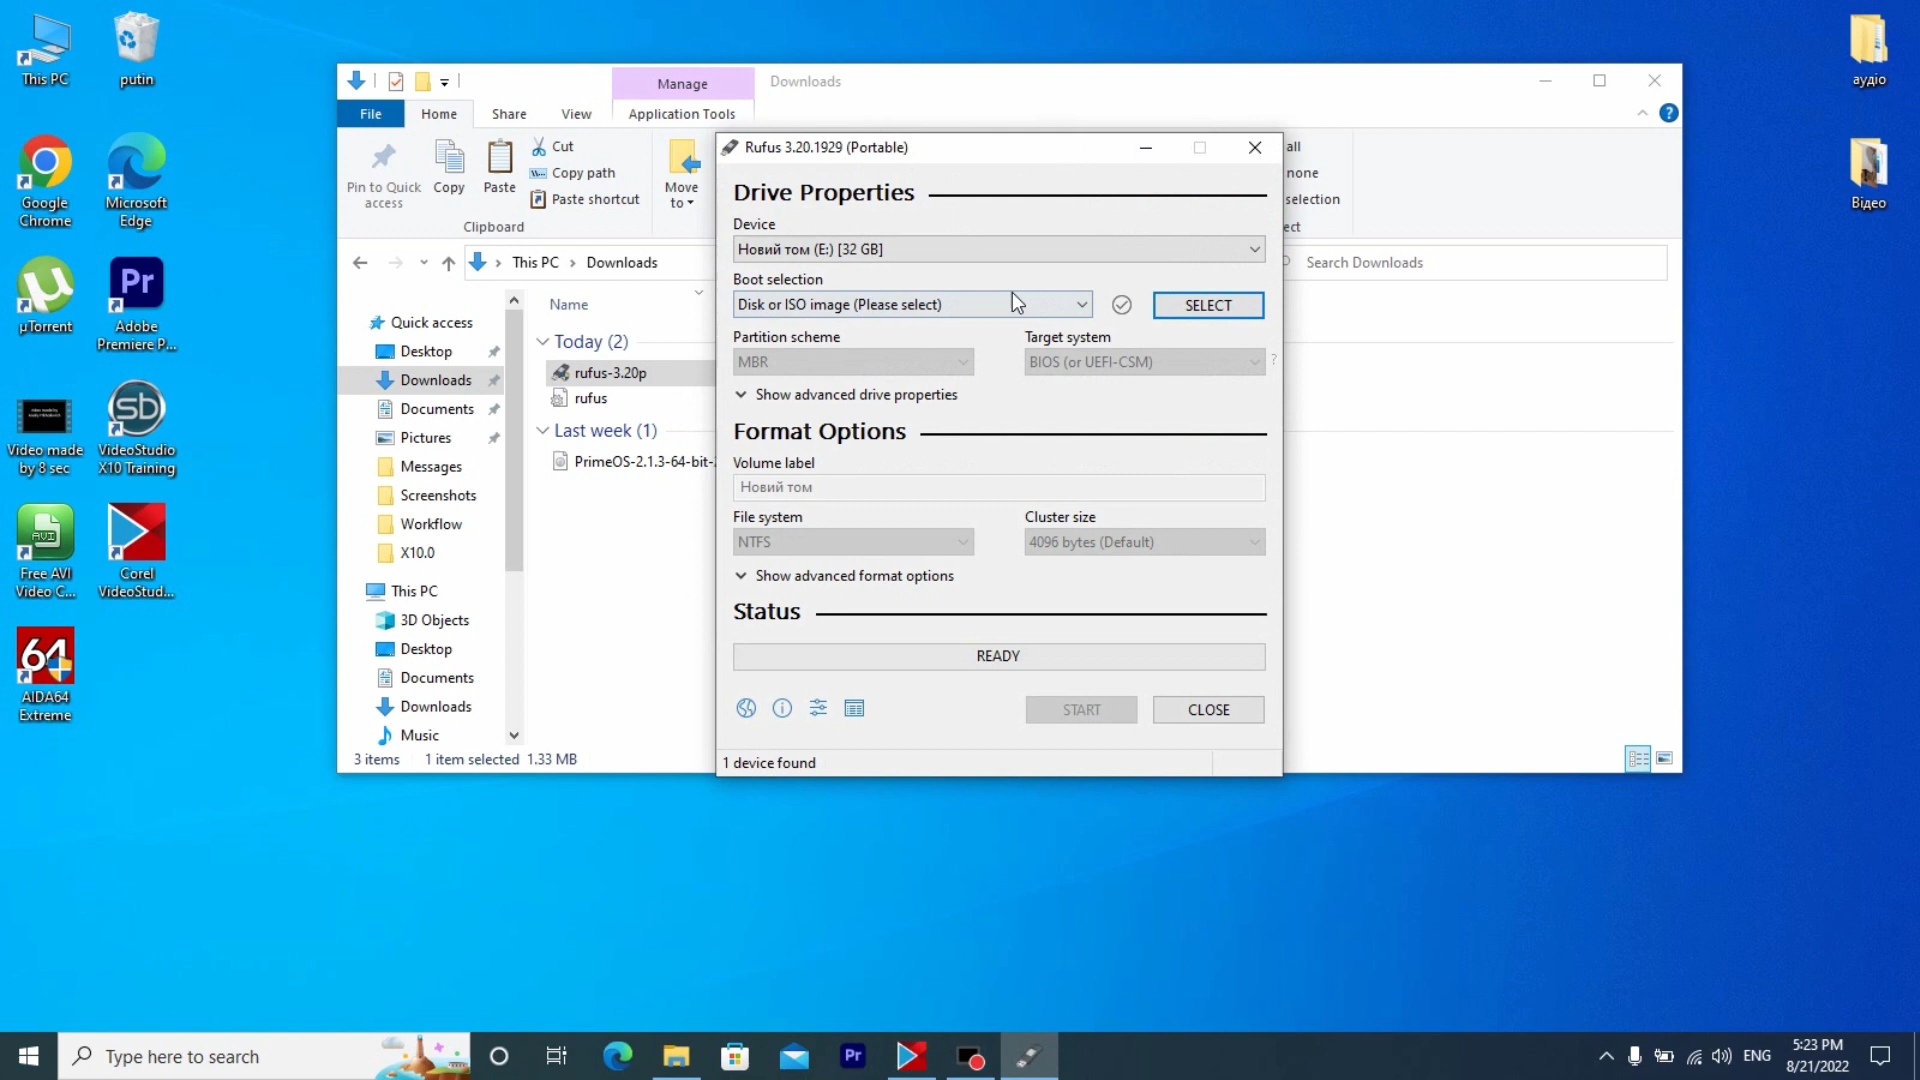 This PC
putin
Google
Chrome
Microsoft
Edge
µTorrent
Adobe
Premiere P...
Video made
by 8 sec
VideoStudio
X10 Training
Free AVI
Video C...
Corel
VideoStud...
AIDA64
Extreme
аудіо
Відео
Manage
Downloads
File
Home
Share
View
Application Tools
Pin to Quick
access
Copy
Paste
Cut
Copy path
Paste shortcut
Clipboard
Move
to
all
none
selection
ect
This PC
Downloads
Search Downloads
Quick access
Desktop
Downloads
Documents
Pictures
Messages
Screenshots
Workflow
X10.0
This PC
3D Objects
Desktop
Documents
Downloads
Music
Name
Today (2)
rufus-3.20p
rufus
Last week (1)
PrimeOS-2.1.3-64-bit-
3 items
1 item selected 1.33 MB
Rufus 3.20.1929 (Portable)
Drive Properties
Device
Новий том (E:) [32 GB]
Boot selection
Disk or ISO image (Please select)
SELECT
Partition scheme
Target system
MBR
BIOS (or UEFI-CSM)
?
Show advanced drive properties
Format Options
Volume label
Новий том
File system
Cluster size
NTFS
4096 bytes (Default)
Show advanced format options
Status
READY
START
CLOSE
1 device found
Type here to search
ENG
5:23 PM
8/21/2022